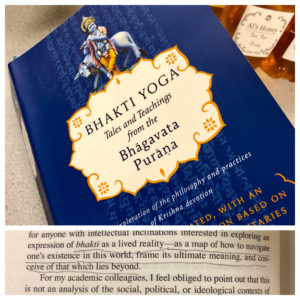 Al's Honey
BHAKTI YOGA
Tales and Teachings
from the
Bhāgavata
Purāṇa
exploration of the philosophy and practices
of Krishna devotion
TED, WITH AN
ON BASED ON
TARIES
for anyone with intellectual inclinations interested in exploring an
expression of bhakti as a lived reality—as a map of how to navigate
one's existence in this world, frame its ultimate meaning, and con-
ceive of that which lies beyond.
For my academic colleagues, I feel obliged to point out that this
is not an analysis of the social, political, or ideological contexts of